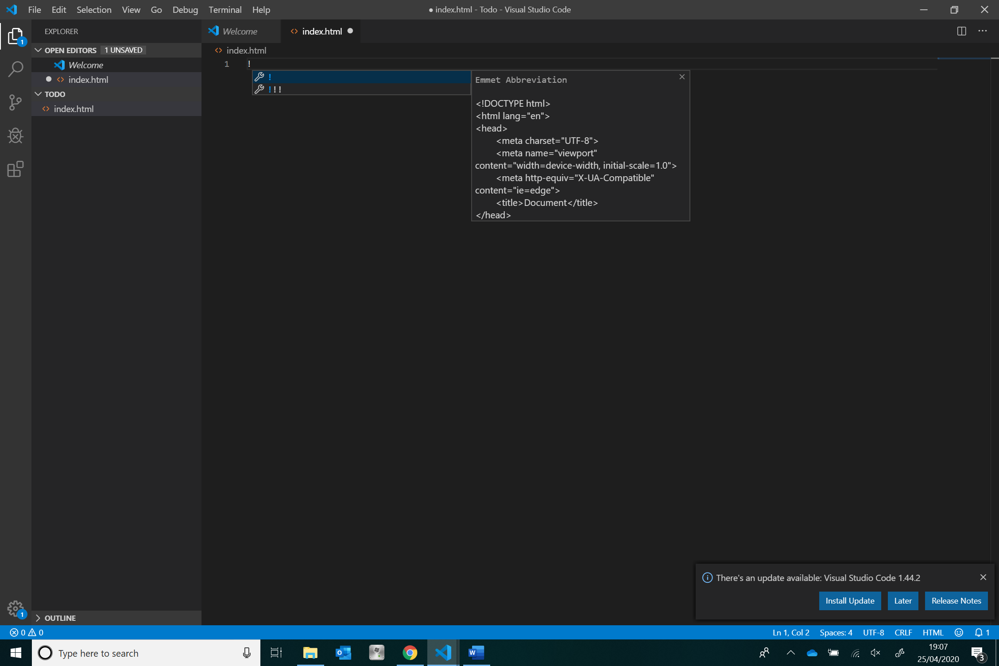 File Edit Selection View Go Debug Terminal Help
● index.html - Todo - Visual Studio Code
EXPLORER
OPEN EDITORS 1 UNSAVED
Welcome
index.html
TODO
index.html
OUTLINE
Welcome
index.html
index.html
1 !
!
!!!
Emmet Abbreviation
<!DOCTYPE html>
<html lang="en">
<head>
<meta charset="UTF-8">
<meta name="viewport"
content="width=device-width, initial-scale=1.0">
<meta http-equiv="X-UA-Compatible"
content="ie=edge">
<title>Document</title>
</head>
There's an update available: Visual Studio Code 1.44.2
Install Update Later Release Notes
1
1
0 0
Ln 1, Col 2 Spaces: 4 UTF-8 CRLF HTML 1
Type here to search
19:07
25/04/2020
3